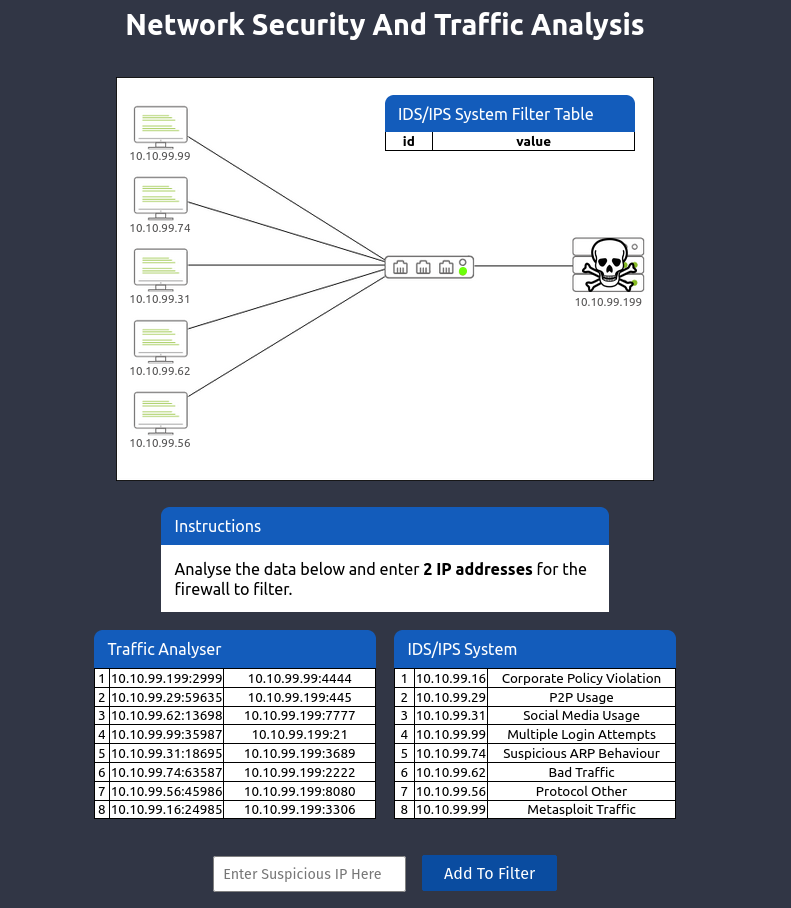 Network Security And Traffic Analysis
IDS/IPS System Filter Table
id value
10.10.99.99
10.10.99.74
10.10.99.31
10.10.99.62
10.10.99.56
10.10.99.199
Instructions
Analyse the data below and enter 2 IP addresses for the
firewall to filter.
Traffic Analyser
1 10.10.99.199:2999 10.10.99.99:4444
2 10.10.99.29:59635 10.10.99.199:445
3 10.10.99.62:13698 10.10.99.199:7777
4 10.10.99.99:35987 10.10.99.199:21
5 10.10.99.31:18695 10.10.99.199:3689
6 10.10.99.74:63587 10.10.99.199:2222
7 10.10.99.56:45986 10.10.99.199:8080
8 10.10.99.16:24985 10.10.99.199:3306
IDS/IPS System
1 10.10.99.16 Corporate Policy Violation
2 10.10.99.29 P2P Usage
3 10.10.99.31 Social Media Usage
4 10.10.99.99 Multiple Login Attempts
5 10.10.99.74 Suspicious ARP Behaviour
6 10.10.99.62 Bad Traffic
7 10.10.99.56 Protocol Other
8 10.10.99.99 Metasploit Traffic
Enter Suspicious IP Here
Add To Filter